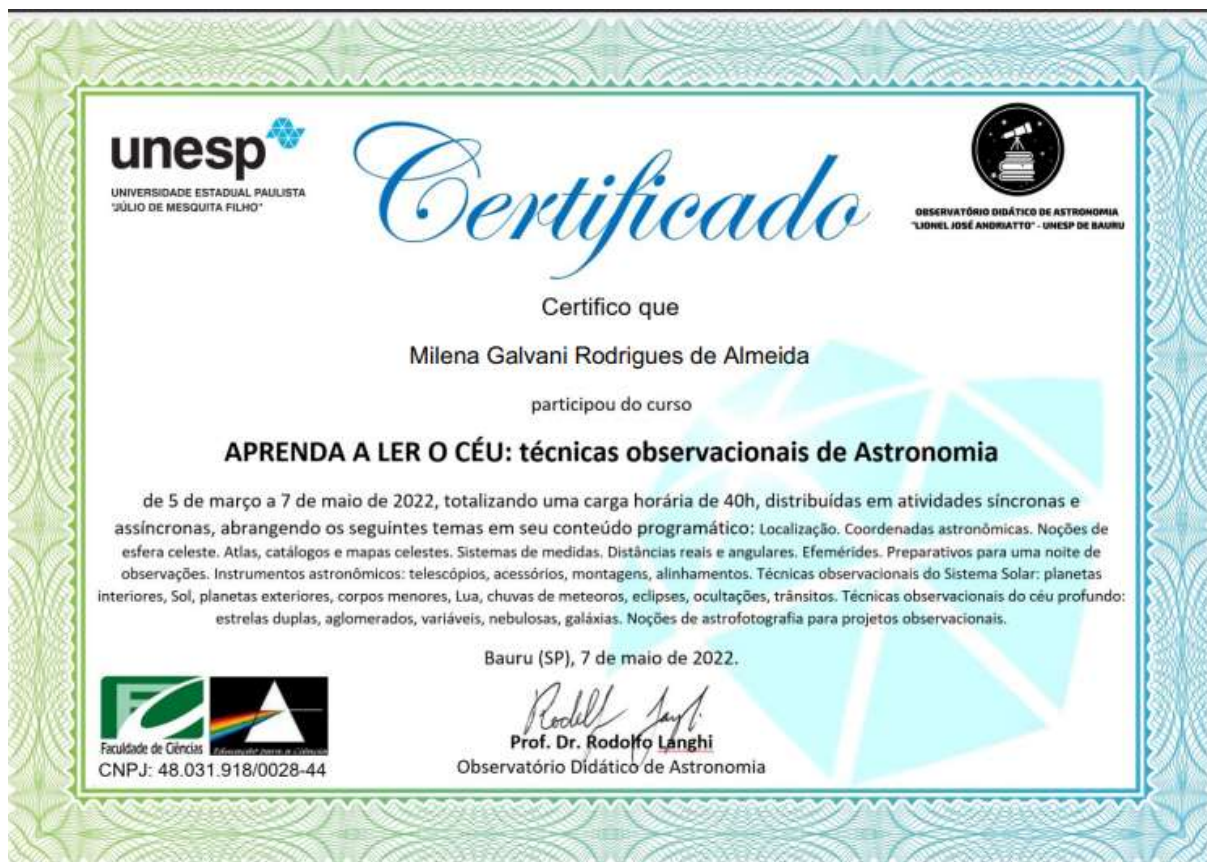 unesp
UNIVERSIDADE ESTADUAL PAULISTA
"JÚLIO DE MESQUITA FILHO"
Certificado
OBSERVATÓRIO DIDÁTICO DE ASTRONOMIA
"LIONEL JOSÉ ANDRIATTO" - UNESP DE BAURU
Certifico que
Milena Galvani Rodrigues de Almeida
participou do curso
APRENDA A LER O CÉU: técnicas observacionais de Astronomia
de 5 de março a 7 de maio de 2022, totalizando uma carga horária de 40h, distribuídas em atividades síncronas e
assíncronas, abrangendo os seguintes temas em seu conteúdo programático: Localização. Coordenadas astronômicas. Noções de
esfera celeste. Atlas, catálogos e mapas celestes. Sistemas de medidas. Distâncias reais e angulares. Efemérides. Preparativos para uma noite de
observações. Instrumentos astronômicos: telescópios, acessórios, montagens, alinhamentos. Técnicas observacionais do Sistema Solar: planetas
interiores, Sol, planetas exteriores, corpos menores, Lua, chuvas de meteoros, eclipses, ocultações, trânsitos. Técnicas observacionais do céu profundo:
estrelas duplas, aglomerados, variáveis, nebulosas, galáxias. Noções de astrofotografia para projetos observacionais.
Bauru (SP), 7 de maio de 2022.
Prof. Dr. Rodolfo Langhi
Observatório Didático de Astronomia
Faculdade de Ciências
Educação para a Ciência
CNPJ: 48.031.918/0028-44